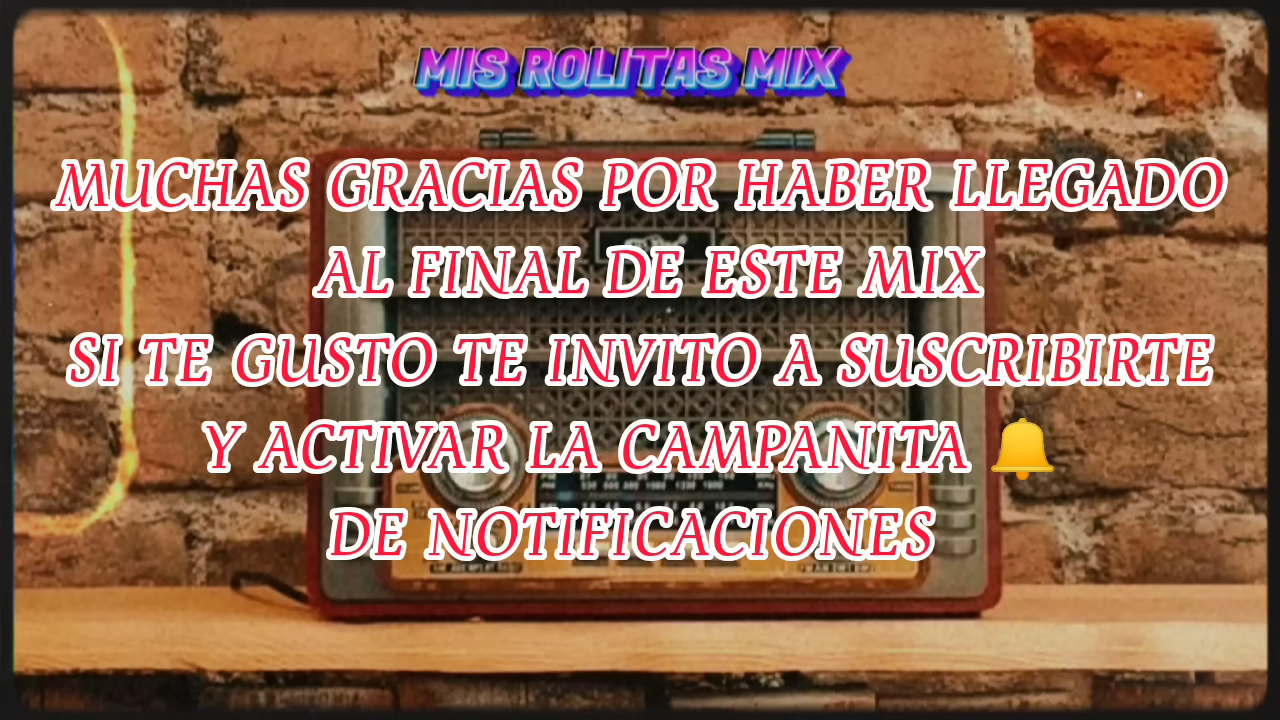 MIS ROLITAS MIX
MUCHAS GRACIAS POR HABER LLEGADO
AL FINAL DE ESTE MIX
SI TE GUSTO TE INVITO A SUSCRIBIRTE
Y ACTIVAR LA CAMPANITA 🔔
DE NOTIFICACIONES